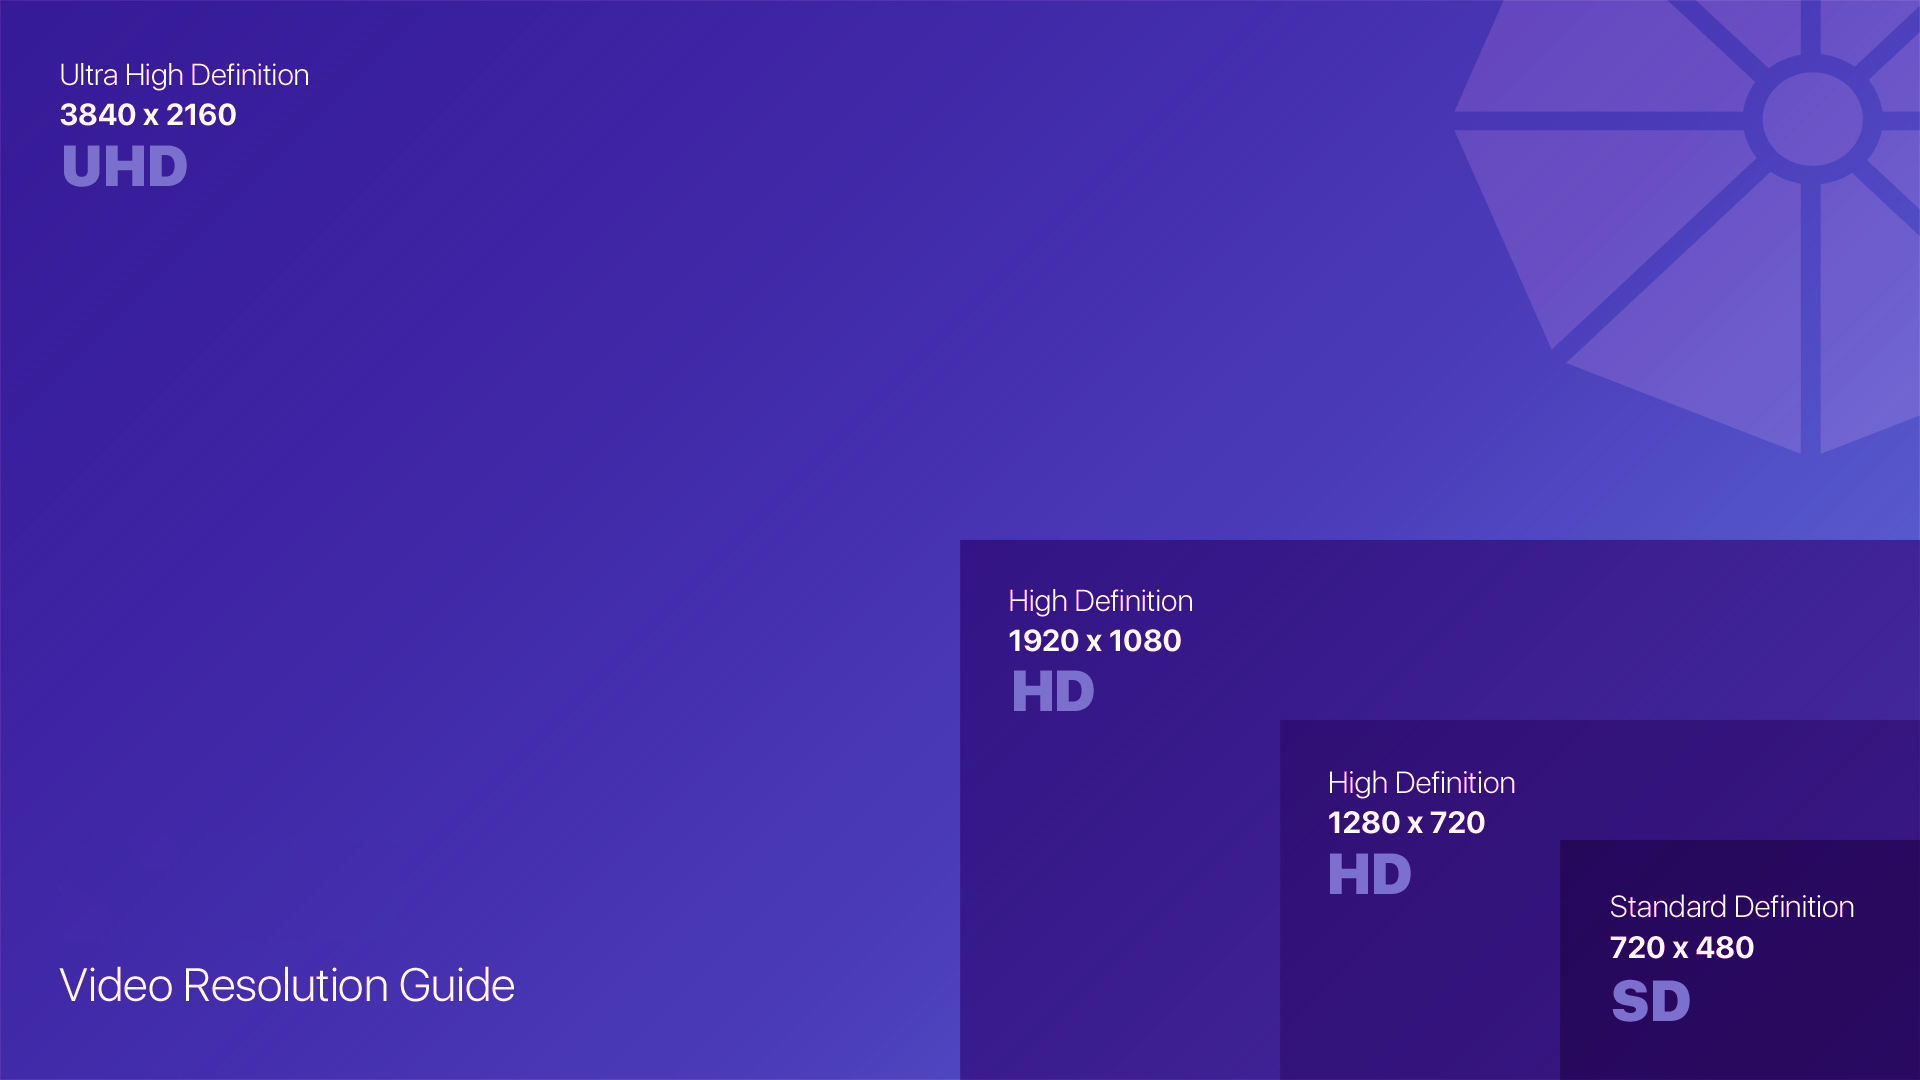 Ultra High Definition
3840 x 2160
UHD
High Definition
1920 x 1080
HD
High Definition
1280 x 720
HD
Standard Definition
720 x 480
SD
Video Resolution Guide